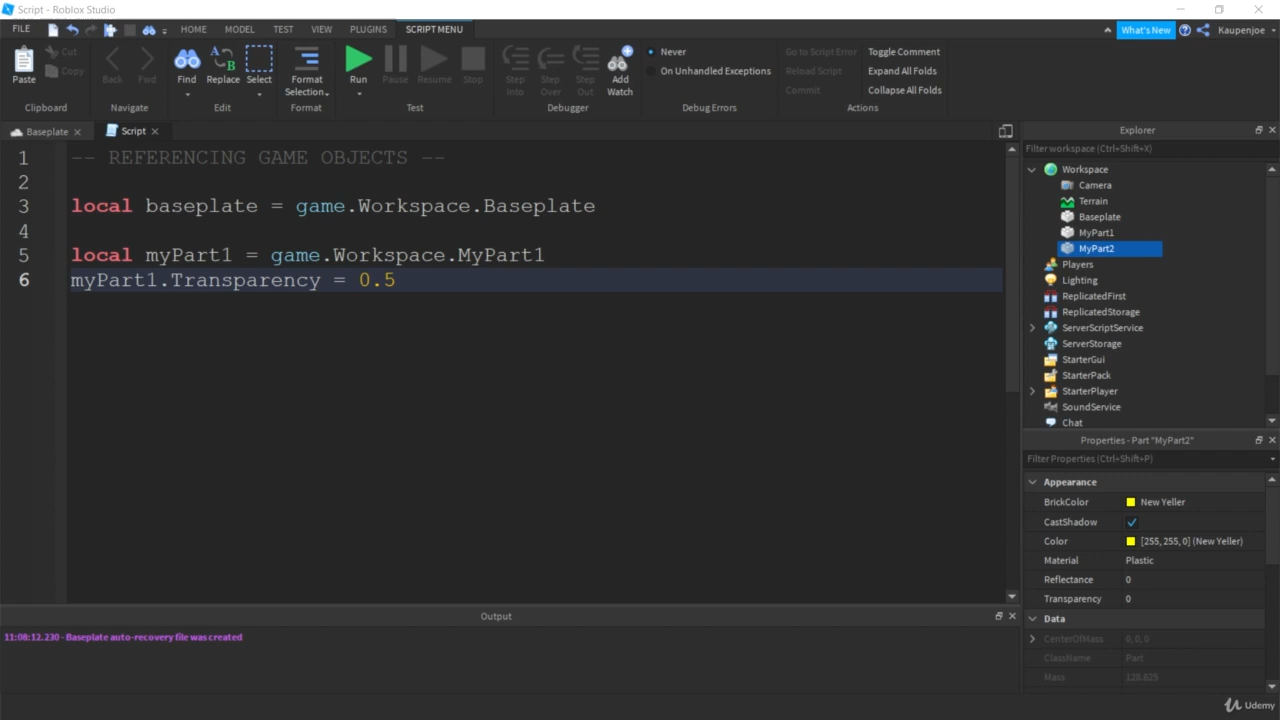 Script - Roblox Studio
FILE HOME MODEL TEST VIEW PLUGINS SCRIPT MENU What's New Kaupenjoe
Cut
Copy
Paste Back Fwd Find Replace Select Format Selection Run Pause Resume Stop Step Into Step Over Step Out Add Watch
Never
On Unhandled Exceptions
Go to Script Error Toggle Comment
Reload Script Expand All Folds
Commit Collapse All Folds
Clipboard Navigate Edit Format Test Debugger Debug Errors Actions
Baseplate Script
1 -- REFERENCING GAME OBJECTS --
2
3 local baseplate = game.Workspace.Baseplate
4
5 local myPart1 = game.Workspace.MyPart1
6 myPart1.Transparency = 0.5
Explorer
Filter workspace (Ctrl+Shift+X)
Workspace
Camera
Terrain
Baseplate
MyPart1
MyPart2
Players
Lighting
ReplicatedFirst
ReplicatedStorage
ServerScriptService
ServerStorage
StarterGui
StarterPack
StarterPlayer
SoundService
Chat
Properties - Part "MyPart2"
Filter Properties (Ctrl+Shift+P)
Appearance
BrickColor New Yeller
CastShadow
Color [255, 255, 0] (New Yeller)
Material Plastic
Reflectance 0
Transparency 0
Data
CenterOfMass 0, 0, 0
ClassName Part
Mass 128.625
Output
11:08:12.230 - Baseplate auto-recovery file was created
Udemy